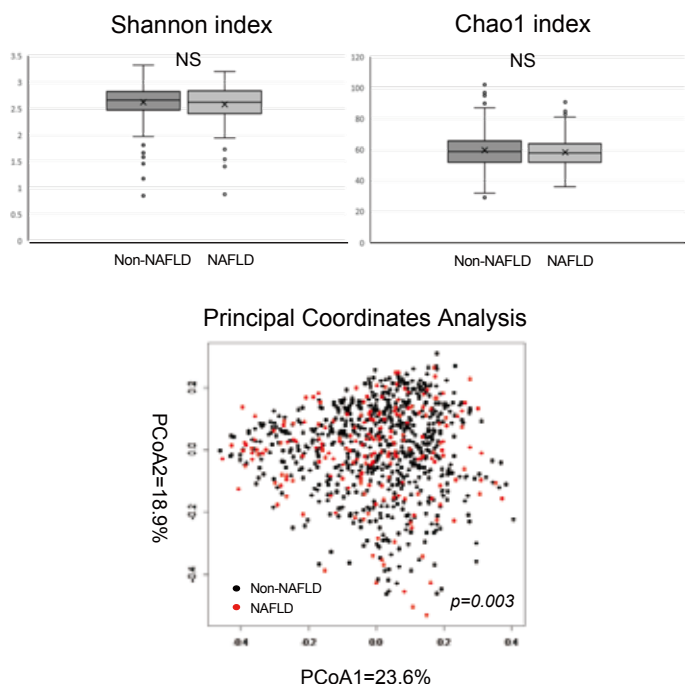 Shannon index
NS
3.5
3
2.5
2
1.5
1
0.5
0
Non-NAFLD NAFLD
Chao1 index
NS
120
100
80
60
40
20
0
Non-NAFLD NAFLD
Principal Coordinates Analysis
PCoA2=18.9%
0.2
0.0
-0.2
-0.4
Non-NAFLD
NAFLD
p=0.003
-0.4 -0.2 0.0 0.2 0.4
PCoA1=23.6%